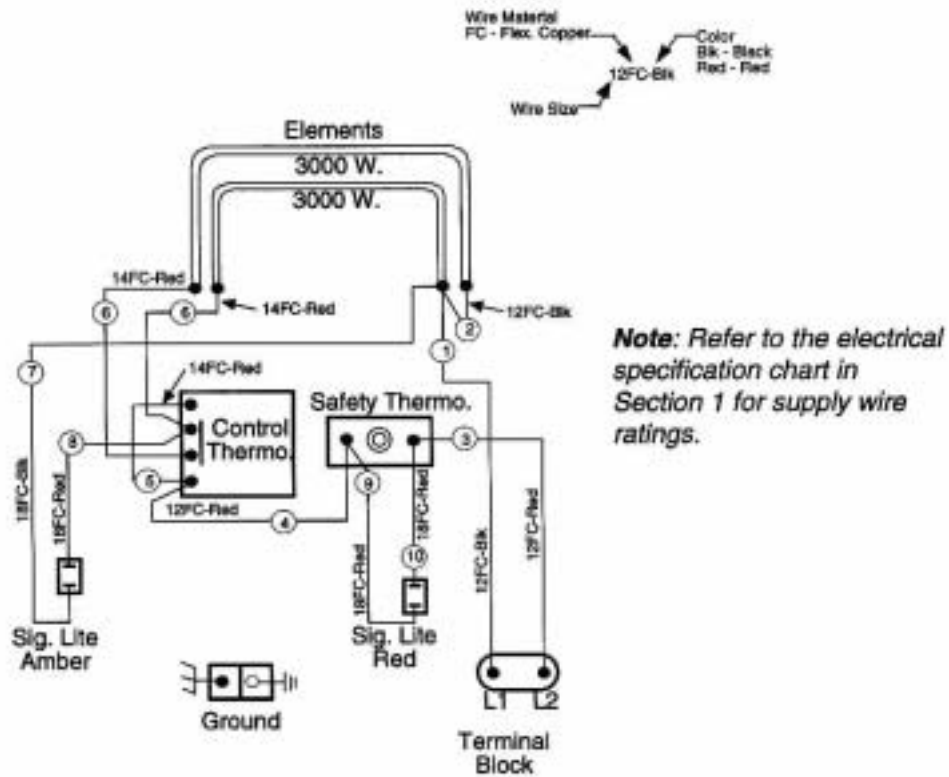 Wire Material
FC - Flex. Copper
Color
Blk - Black
Red - Red
12FC-Blk
Wire Size
Elements
3000 W.
3000 W.
14FC-Red
14FC-Red
12FC-Blk
6
6
2
1
7
14FC-Red
Safety Thermo.
Control
Thermo.
8
3
5
9
12FC-Red
4
10
18FC-Blk
18FC-Red
18FC-Red
18FC-Red
12FC-Blk
12FC-Red
Sig. Lite
Amber
Sig. Lite
Red
Ground
L1 L2
Terminal
Block
Note: Refer to the electrical
specification chart in
Section 1 for supply wire
ratings.